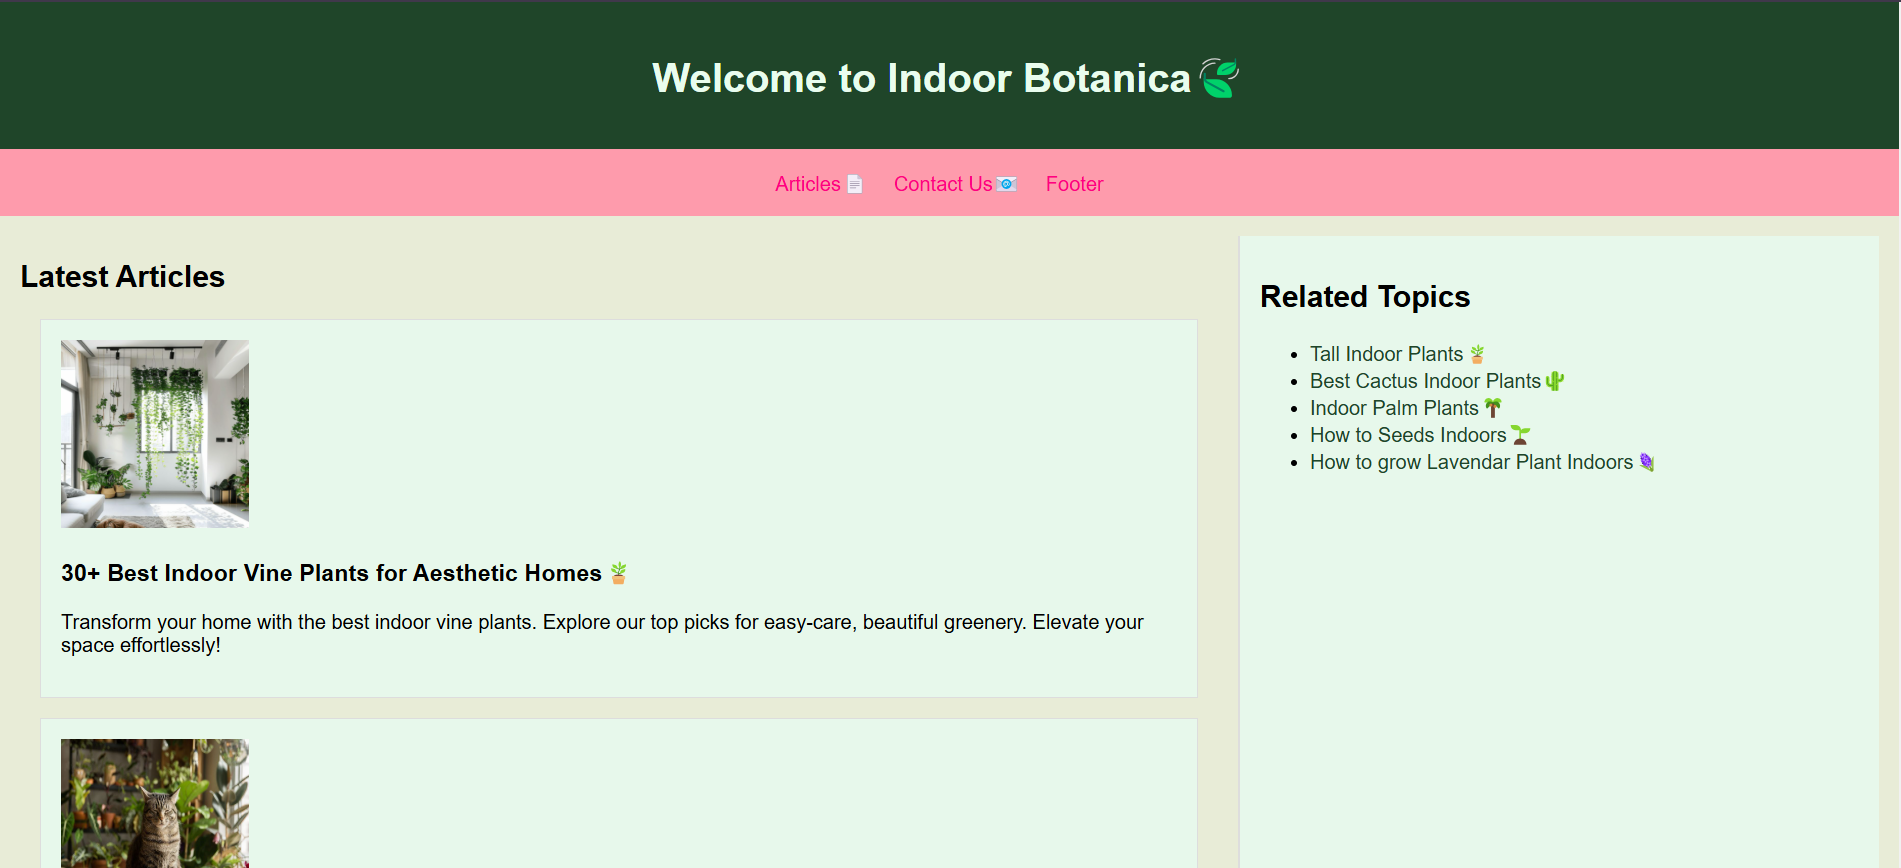 Welcome to Indoor Botanica🍃
Articles📄 Contact Us📧 Footer
Latest Articles
30+ Best Indoor Vine Plants for Aesthetic Homes 🪴
Transform your home with the best indoor vine plants. Explore our top picks for easy-care, beautiful greenery. Elevate your
space effortlessly!
Related Topics
Tall Indoor Plants 🪴
Best Cactus Indoor Plants🌵
Indoor Palm Plants 🌴
How to Seeds Indoors 🌱
How to grow Lavendar Plant Indoors 🪻